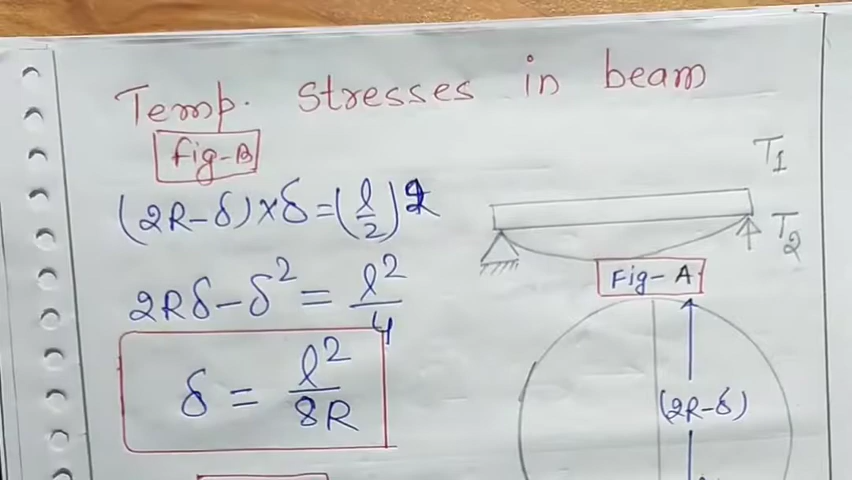 Temp. stresses in beam
fig-B
(2R-δ)×δ=(l/2)2
2Rδ-δ² = l²/4
δ = l²/8R
T1
T2
Fig-A
(2R-δ)